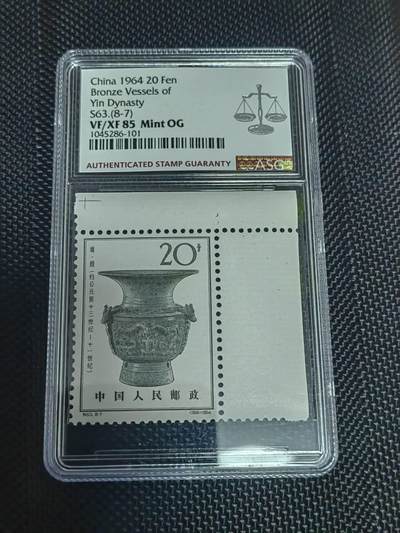 China 1964 20 Fen
Bronze Vessels of
Yin Dynasty
S63.(8-7)
VF/XF 85 Mint OG
1045286-101
AUTHENTICATED STAMP GUARANTY
ASG
20
中国人民邮政